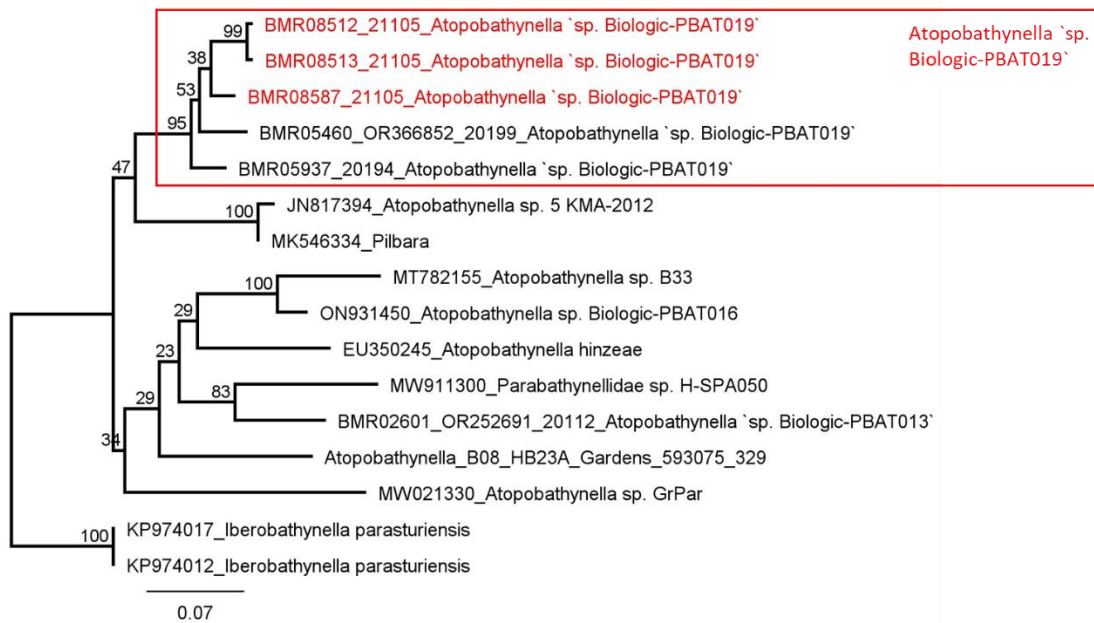 99
BMR08512_21105_Atopobathynella `sp. Biologic-PBAT019`
Atopobathynella `sp.
Biologic-PBAT019`
38
BMR08513_21105_Atopobathynella `sp. Biologic-PBAT019`
53
BMR08587_21105_Atopobathynella `sp. Biologic-PBAT019`
95
BMR05460_OR366852_20199_Atopobathynella `sp. Biologic-PBAT019`
47
BMR05937_20194_Atopobathynella `sp. Biologic-PBAT019`
100
JN817394_Atopobathynella sp. 5 KMA-2012
MK546334_Pilbara
100
MT782155_Atopobathynella sp. B33
29
ON931450_Atopobathynella sp. Biologic-PBAT016
23
EU350245_Atopobathynella hinzeae
83
MW911300_Parabathynellidae sp. H-SPA050
29
BMR02601_OR252691_20112_Atopobathynella `sp. Biologic-PBAT013`
34
Atopobathynella_B08_HB23A_Gardens_593075_329
MW021330_Atopobathynella sp. GrPar
100
KP974017_Iberobathynella parasturiensis
KP974012_Iberobathynella parasturiensis
0.07